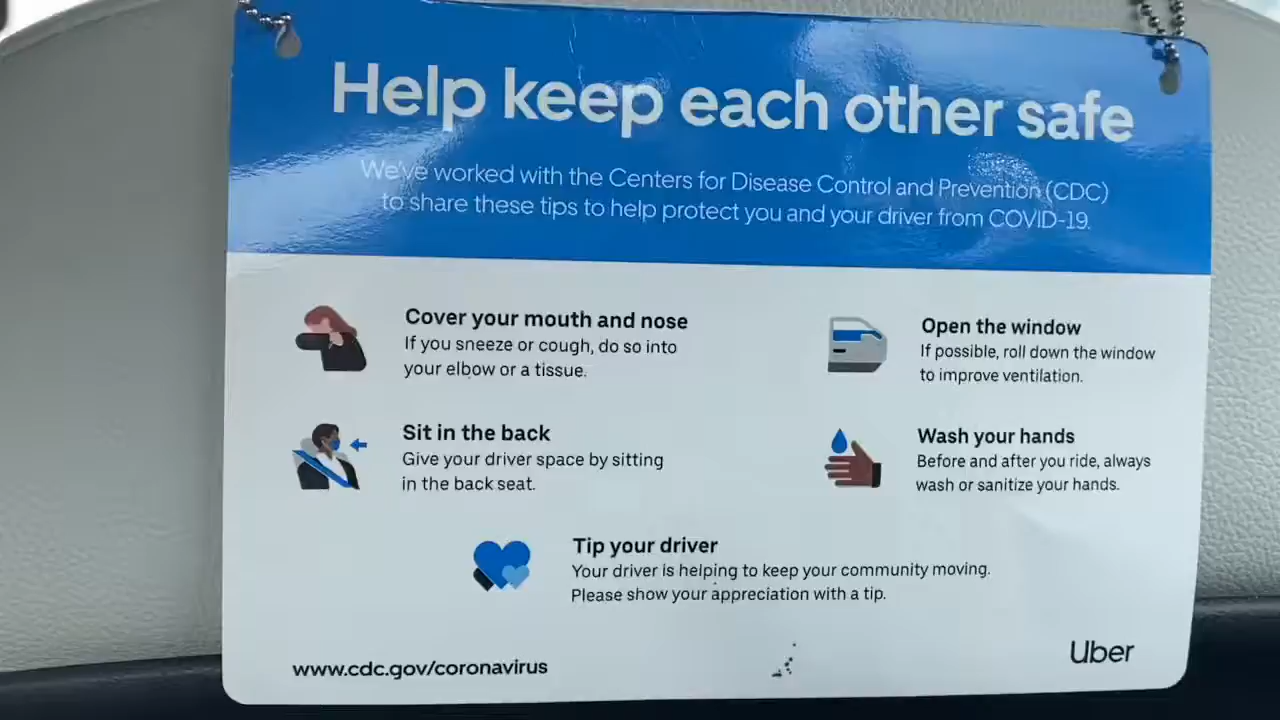 Help keep each other safe
We've worked with the Centers for Disease Control and Prevention (CDC)
to share these tips to help protect you and your driver from COVID-19.
Cover your mouth and nose
If you sneeze or cough, do so into
your elbow or a tissue.
Open the window
If possible, roll down the window
to improve ventilation.
Sit in the back
Give your driver space by sitting
in the back seat.
Wash your hands
Before and after you ride, always
wash or sanitize your hands.
Tip your driver
Your driver is helping to keep your community moving.
Please show your appreciation with a tip.
www.cdc.gov/coronavirus
Uber